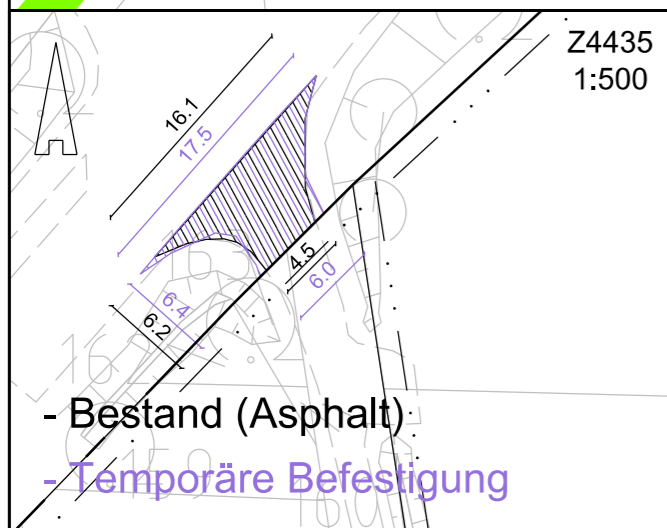 Z4435
1:500
16.1
17.5
4.5
6.0
6.4
6.2
- Bestand (Asphalt)
- Temporäre Befestigung